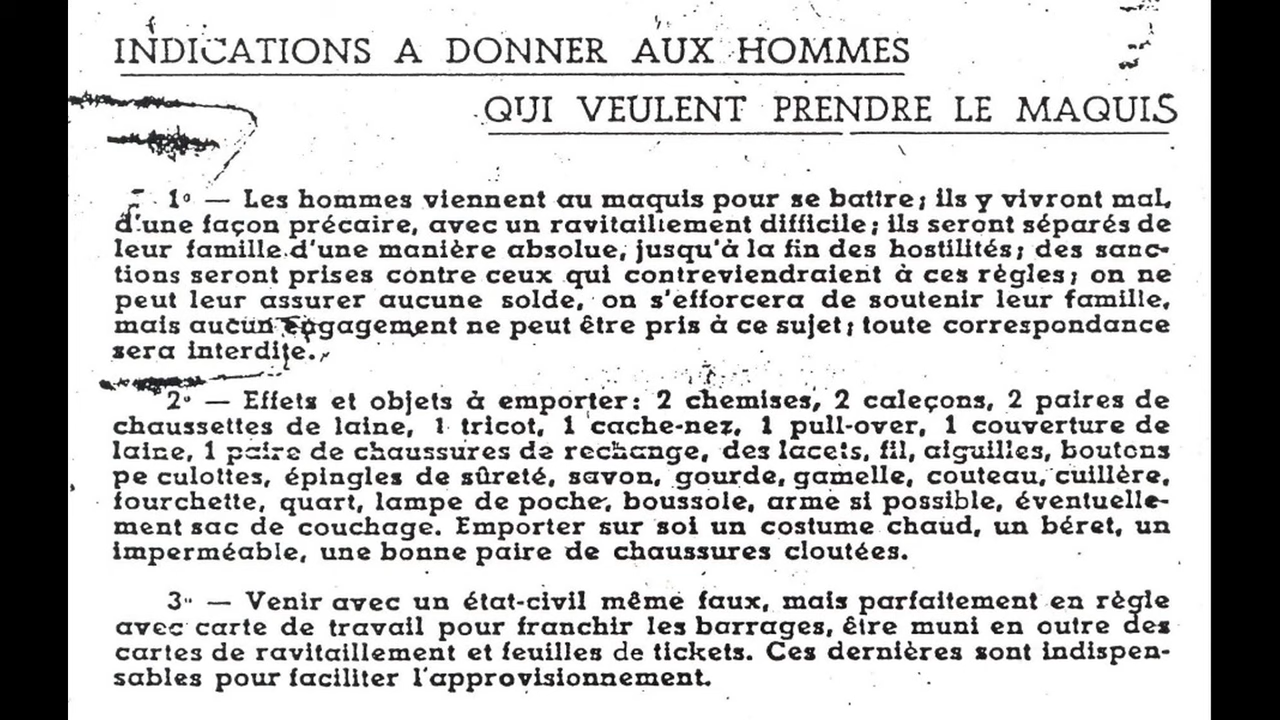 INDICATIONS A DONNER AUX HOMMES
QUI VEULENT PRENDRE LE MAQUIS
1° — Les hommes viennent au maquis pour se battre; ils y vivront mal,
d'une façon précaire, avec un ravitaillement difficile; ils seront séparés de
leur famille d'une manière absolue, jusqu'à la fin des hostilités; des sanc-
tions seront prises contre ceux qui contreviendraient à ces règles; on ne
peut leur assurer aucune solde, on s'efforcera de soutenir leur famille,
mais aucun engagement ne peut être pris à ce sujet; toute correspondance
sera interdite.
2° — Effets et objets à emporter: 2 chemises, 2 caleçons, 2 paires de
chaussettes de laine, 1 tricot, 1 cache-nez, 1 pull-over, 1 couverture de
laine, 1 paire de chaussures de rechange, des lacets, fil, aiguilles, boutons
pe culottes, épingles de sûreté, savon, gourde, gamelle, couteau, cuillère,
fourchette, quart, lampe de poche, boussole, arme si possible, éventuelle-
ment sac de couchage. Emporter sur soi un costume chaud, un béret, un
imperméable, une bonne paire de chaussures cloutées.
3° — Venir avec un état-civil même faux, mais parfaitement en règle
avec carte de travail pour franchir les barrages, être muni en outre des
cartes de ravitaillement et feuilles de tickets. Ces dernières sont indispen-
sables pour faciliter l'approvisionnement.